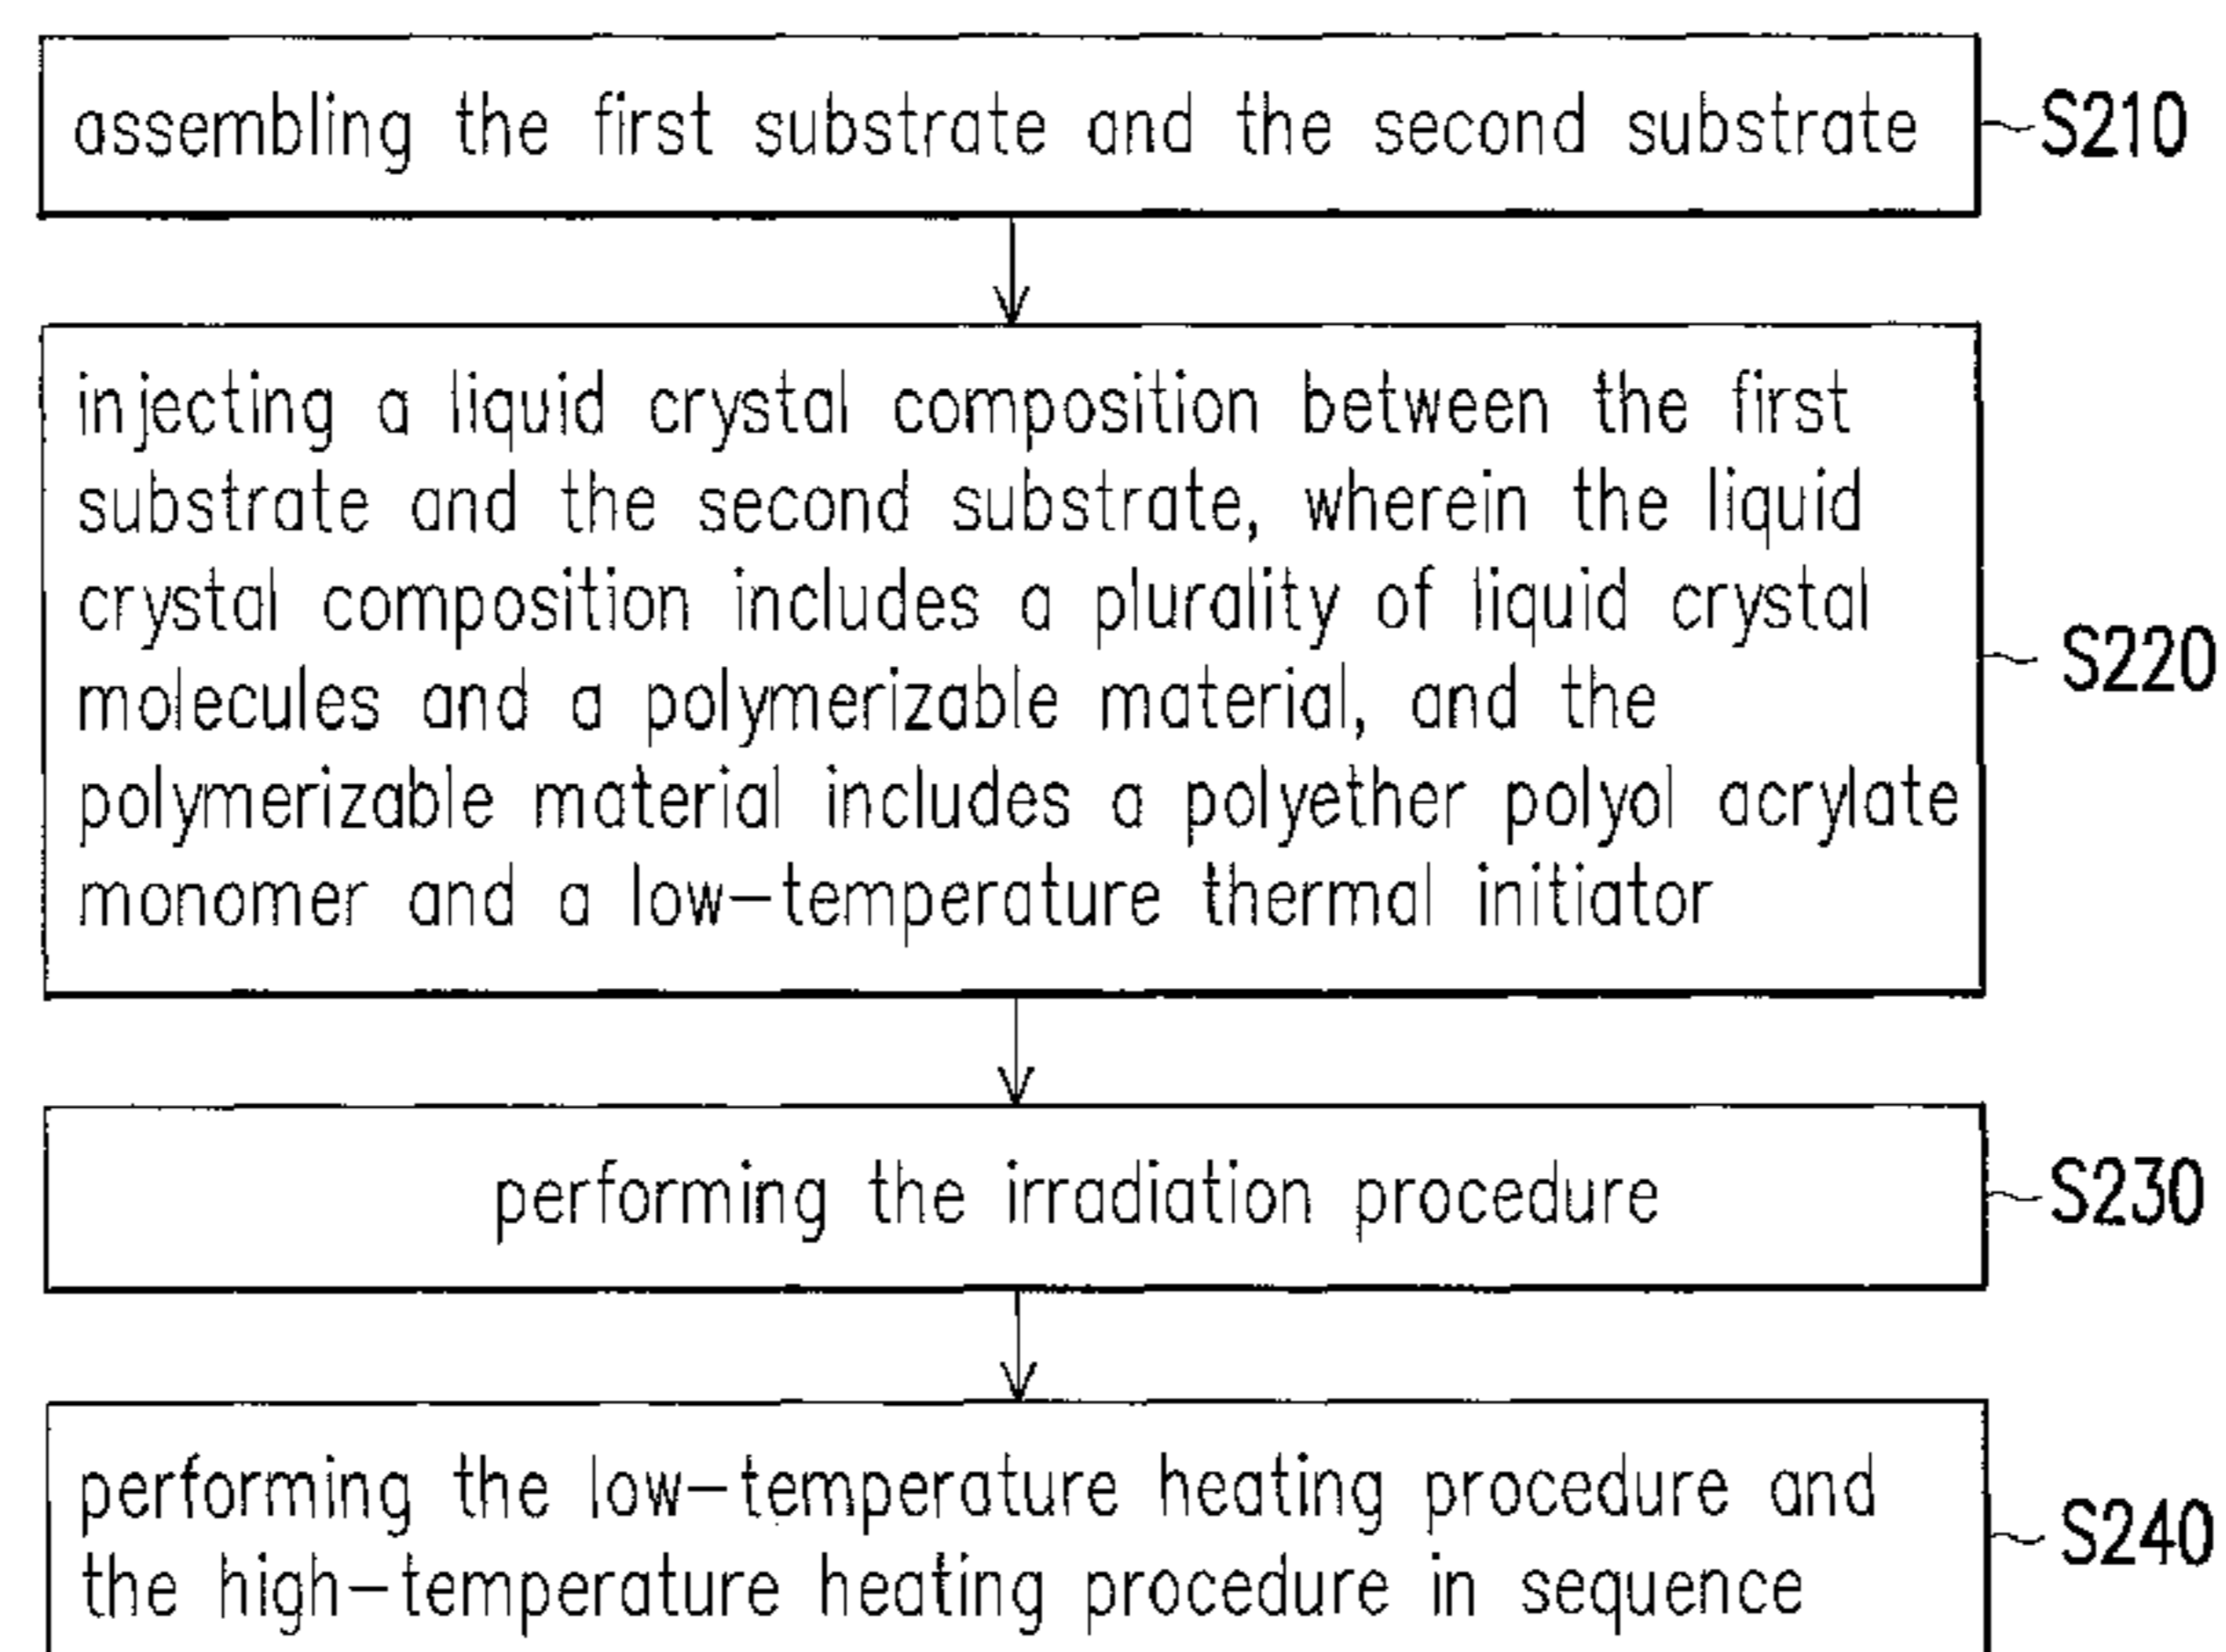 assembling the first substrate and the second substrate
S210
injecting a liquid crystal composition between the first
substrate and the second substrate, wherein the liquid
crystal composition includes a plurality of liquid crystal
molecules and a polymerizable material, and the
polymerizable material includes a polyether polyol acrylate
monomer and a low-temperature thermal initiator
S220
performing the irradiation procedure
S230
performing the low-temperature heating procedure and
the high-temperature heating procedure in sequence
S240